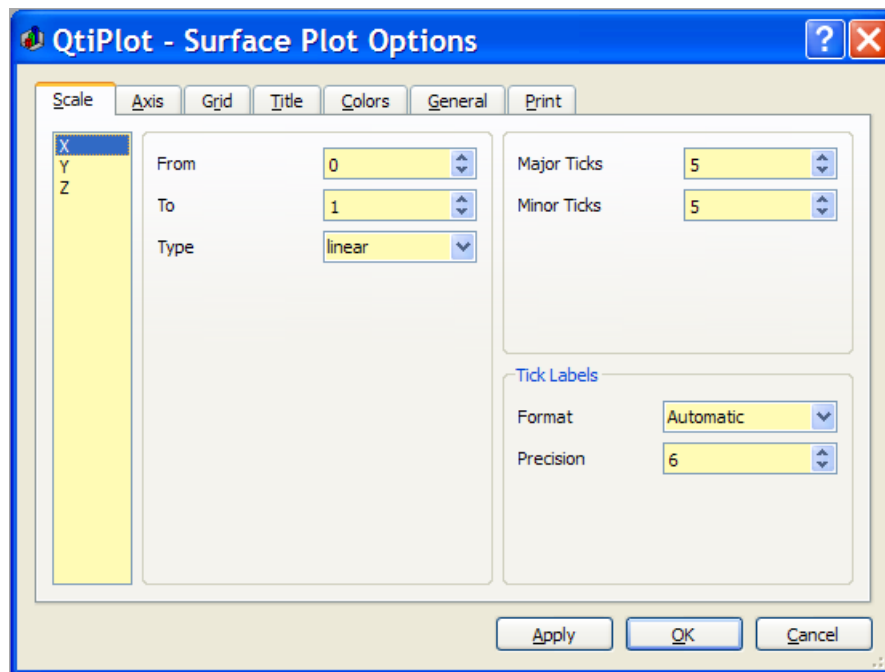 QtiPlot - Surface Plot Options
Scale Axis Grid Title Colors General Print
X
Y
Z
From 0
To 1
Type linear
Major Ticks 5
Minor Ticks 5
Tick Labels
Format Automatic
Precision 6
Apply OK Cancel